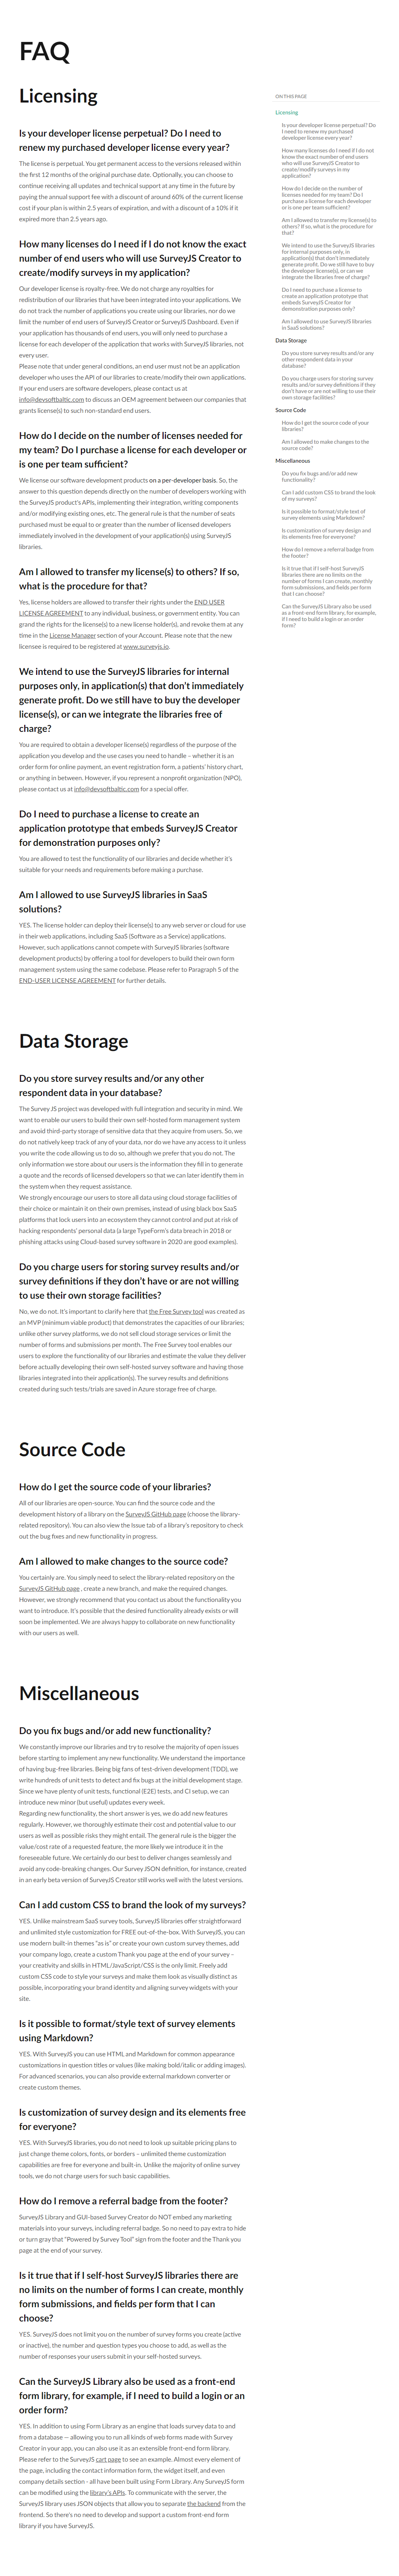 FAQ
Licensing
Is your developer license perpetual? Do I need to
renew my purchased developer license every year?
The license is perpetual. You get permanent access to the versions released within
the first 12 months of the original purchase date. Optionally, you can choose to
continue receiving all updates and technical support at any time in the future by
paying the annual support fee with a discount of around 60% of the current license
cost if your plan is within 2.5 years of expiration, and with a discount of a 10% if it
expired more than 2.5 years ago.
How many licenses do I need if I do not know the exact
number of end users who will use SurveyJS Creator to
create/modify surveys in my application?
Our developer license is royalty-free. We do not charge any royalties for
redistribution of our libraries that have been integrated into your applications. We
do not track the number of applications you create using our libraries, nor do we
limit the number of end users of SurveyJS Creator or SurveyJS Dashboard. Even if
your application has thousands of end users, you will only need to purchase a
license for each developer of the application that works with SurveyJS libraries, not
every user.
Please note that under general conditions, an end user must not be an application
developer who uses the API of our libraries to create/modify their own applications.
If your end users are software developers, please contact us at
info@devsoftbaltic.com to discuss an OEM agreement between our companies that
grants license(s) to such non-standard end users.
How do I decide on the number of licenses needed for
my team? Do I purchase a license for each developer or
is one per team sufficient?
We license our software development products on a per-developer basis. So, the
answer to this question depends directly on the number of developers working with
the SurveyJS product's APIs, implementing their integration, writing components
and/or modifying existing ones, etc. The general rule is that the number of seats
purchased must be equal to or greater than the number of licensed developers
immediately involved in the development of your application(s) using SurveyJS
libraries.
Am I allowed to transfer my license(s) to others? If so,
what is the procedure for that?
Yes, license holders are allowed to transfer their rights under the END USER
LICENSE AGREEMENT to any individual, business, or government entity. You can
grand the rights for the license(s) to a new license holder(s), and revoke them at any
time in the License Manager section of your Account. Please note that the new
licensee is required to be registered at www.surveyjs.io.
We intend to use the SurveyJS libraries for internal
purposes only, in application(s) that don't immediately
generate profit. Do we still have to buy the developer
license(s), or can we integrate the libraries free of
charge?
You are required to obtain a developer license(s) regardless of the purpose of the
application you develop and the use cases you need to handle – whether it is an
order form for online payment, an event registration form, a patients' history chart,
or anything in between. However, if you represent a nonprofit organization (NPO),
please contact us at info@devsoftbaltic.com for a special offer.
Do I need to purchase a license to create an
application prototype that embeds SurveyJS Creator
for demonstration purposes only?
You are allowed to test the functionality of our libraries and decide whether it's
suitable for your needs and requirements before making a purchase.
Am I allowed to use SurveyJS libraries in SaaS
solutions?
YES. The license holder can deploy their license(s) to any web server or cloud for use
in their web applications, including SaaS (Software as a Service) applications.
However, such applications cannot compete with SurveyJS libraries (software
development products) by offering a tool for developers to build their own form
management system using the same codebase. Please refer to Paragraph 5 of the
END-USER LICENSE AGREEMENT for further details.
Data Storage
Do you store survey results and/or any other
respondent data in your database?
The Survey JS project was developed with full integration and security in mind. We
want to enable our users to build their own self-hosted form management system
and avoid third-party storage of sensitive data that they acquire from users. So, we
do not natively keep track of any of your data, nor do we have any access to it unless
you write the code allowing us to do so, although we prefer that you do not. The
only information we store about our users is the information they fill in to generate
a quote and the records of licensed developers so that we can later identify them in
the system when they request assistance.
We strongly encourage our users to store all data using cloud storage facilities of
their choice or maintain it on their own premises, instead of using black box SaaS
platforms that lock users into an ecosystem they cannot control and put at risk of
hacking respondents' personal data (a large TypeForm's data breach in 2018 or
phishing attacks using Cloud-based survey software in 2020 are good examples).
Do you charge users for storing survey results and/or
survey definitions if they don't have or are not willing
to use their own storage facilities?
No, we do not. It's important to clarify here that the Free Survey tool was created as
an MVP (minimum viable product) that demonstrates the capacities of our libraries;
unlike other survey platforms, we do not sell cloud storage services or limit the
number of forms and submissions per month. The Free Survey tool enables our
users to explore the functionality of our libraries and estimate the value they deliver
before actually developing their own self-hosted survey software and having those
libraries integrated into their application(s). The survey results and definitions
created during such tests/trials are saved in Azure storage free of charge.
Source Code
How do I get the source code of your libraries?
All of our libraries are open-source. You can find the source code and the
development history of a library on the SurveyJS GitHub page (choose the library-
related repository). You can also view the Issue tab of a library's repository to check
out the bug fixes and new functionality in progress.
Am I allowed to make changes to the source code?
You certainly are. You simply need to select the library-related repository on the
SurveyJS GitHub page , create a new branch, and make the required changes.
However, we strongly recommend that you contact us about the functionality you
want to introduce. It's possible that the desired functionality already exists or will
soon be implemented. We are always happy to collaborate on new functionality
with our users as well.
Miscellaneous
Do you fix bugs and/or add new functionality?
We constantly improve our libraries and try to resolve the majority of open issues
before starting to implement any new functionality. We understand the importance
of having bug-free libraries. Being big fans of test-driven development (TDD), we
write hundreds of unit tests to detect and fix bugs at the initial development stage.
Since we have plenty of unit tests, functional (E2E) tests, and CI setup, we can
introduce new minor (but useful) updates every week.
Regarding new functionality, the short answer is yes, we do add new features
regularly. However, we thoroughly estimate their cost and potential value to our
users as well as possible risks they might entail. The general rule is the bigger the
value/cost rate of a requested feature, the more likely we introduce it in the
foreseeable future. We certainly do our best to deliver changes seamlessly and
avoid any code-breaking changes. Our Survey JSON definition, for instance, created
in an early beta version of SurveyJS Creator still works well with the latest versions.
Can I add custom CSS to brand the look of my surveys?
YES. Unlike mainstream SaaS survey tools, SurveyJS libraries offer straightforward
and unlimited style customization for FREE out-of-the-box. With SurveyJS, you can
use modern built-in themes "as is" or create your own custom survey themes, add
your company logo, create a custom Thank you page at the end of your survey –
your creativity and skills in HTML/JavaScript/CSS is the only limit. Freely add
custom CSS code to style your surveys and make them look as visually distinct as
possible, incorporating your brand identity and aligning survey widgets with your
site.
Is it possible to format/style text of survey elements
using Markdown?
YES. With SurveyJS you can use HTML and Markdown for common appearance
customizations in question titles or values (like making bold/italic or adding images).
For advanced scenarios, you can also provide external markdown converter or
create custom themes.
Is customization of survey design and its elements free
for everyone?
YES. With SurveyJS libraries, you do not need to look up suitable pricing plans to
just change theme colors, fonts, or borders – unlimited theme customization
capabilities are free for everyone and built-in. Unlike the majority of online survey
tools, we do not charge users for such basic capabilities.
How do I remove a referral badge from the footer?
SurveyJS Library and GUI-based Survey Creator do NOT embed any marketing
materials into your surveys, including referral badge. So no need to pay extra to hide
or turn gray that "Powered by Survey Tool" sign from the footer and the Thank you
page at the end of your survey.
Is it true that if I self-host SurveyJS libraries there are
no limits on the number of forms I can create, monthly
form submissions, and fields per form that I can
choose?
YES. SurveyJS does not limit you on the number of survey forms you create (active
or inactive), the number and question types you choose to add, as well as the
number of responses your users submit in your self-hosted surveys.
Can the SurveyJS Library also be used as a front-end
form library, for example, if I need to build a login or an
order form?
YES. In addition to using Form Library as an engine that loads survey data to and
from a database — allowing you to run all kinds of web forms made with Survey
Creator in your app, you can also use it as an extensible front-end form library.
Please refer to the SurveyJS cart page to see an example. Almost every element of
the page, including the contact information form, the widget itself, and even
company details section - all have been built using Form Library. Any SurveyJS form
can be modified using the library's APIs. To communicate with the server, the
SurveyJS library uses JSON objects that allow you to separate the backend from the
frontend. So there's no need to develop and support a custom front-end form
library if you have SurveyJS.
ON THIS PAGE
Licensing
Is your developer license perpetual? Do
I need to renew my purchased
developer license every year?
How many licenses do I need if I do not
know the exact number of end users
who will use SurveyJS Creator to
create/modify surveys in my
application?
How do I decide on the number of
licenses needed for my team? Do I
purchase a license for each developer
or is one per team sufficient?
Am I allowed to transfer my license(s) to
others? If so, what is the procedure for
that?
We intend to use the SurveyJS libraries
for internal purposes only, in
application(s) that don't immediately
generate profit. Do we still have to buy
the developer license(s), or can we
integrate the libraries free of charge?
Do I need to purchase a license to
create an application prototype that
embeds SurveyJS Creator for
demonstration purposes only?
Am I allowed to use SurveyJS libraries
in SaaS solutions?
Data Storage
Do you store survey results and/or any
other respondent data in your
database?
Do you charge users for storing survey
results and/or survey definitions if they
don't have or are not willing to use their
own storage facilities?
Source Code
How do I get the source code of your
libraries?
Am I allowed to make changes to the
source code?
Miscellaneous
Do you fix bugs and/or add new
functionality?
Can I add custom CSS to brand the look
of my surveys?
Is it possible to format/style text of
survey elements using Markdown?
Is customization of survey design and
its elements free for everyone?
How do I remove a referral badge from
the footer?
Is it true that if I self-host SurveyJS
libraries there are no limits on the
number of forms I can create, monthly
form submissions, and fields per form
that I can choose?
Can the SurveyJS Library also be used
as a front-end form library, for example,
if I need to build a login or an order
form?